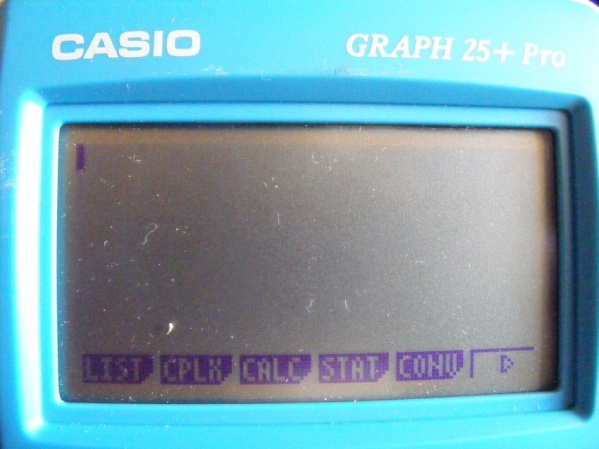 CASIO GRAPH 25+ Pro
LIST CPLX CALC STAT CONV ▷